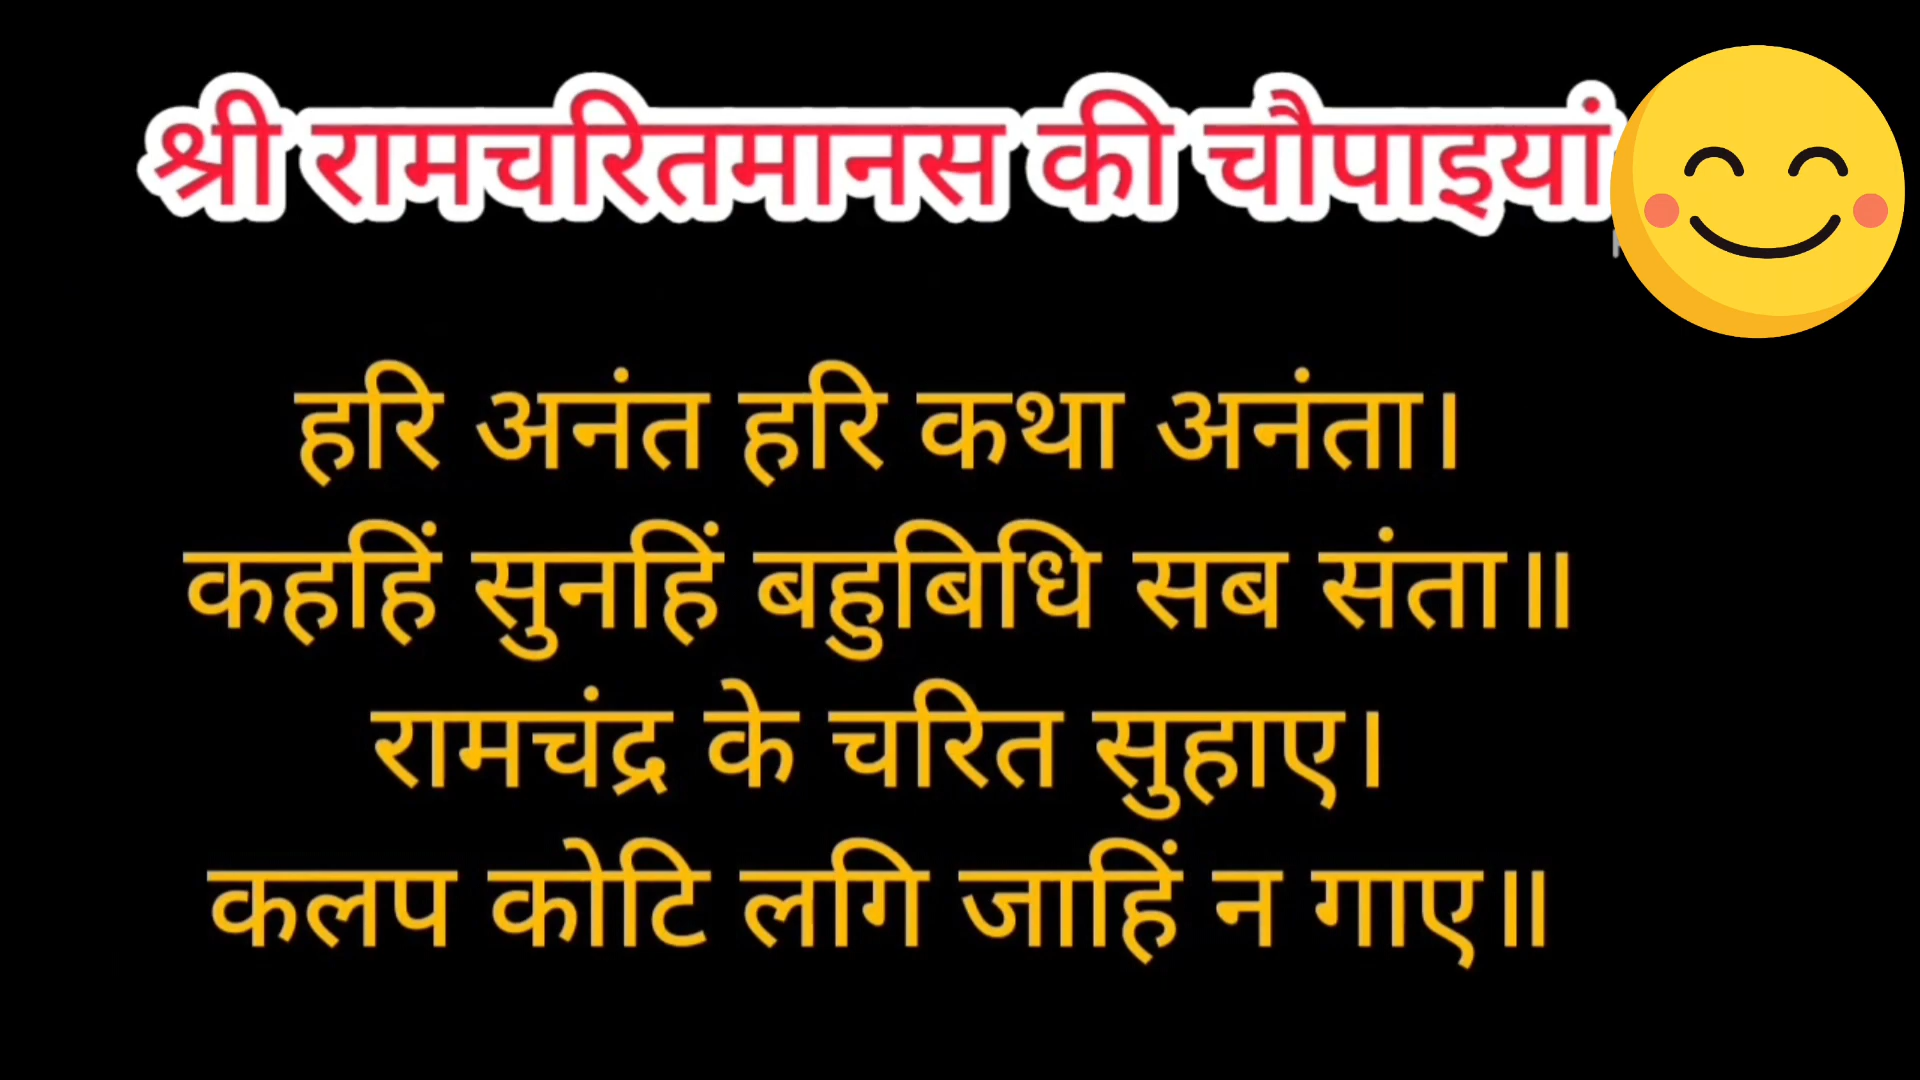 श्री रामचरितमानस की चौपाइयां
हरि अनंत हरि कथा अनंता।
कहहिं सुनहिं बहुबिधि सब संता॥
रामचंद्र के चरित सुहाए।
कलप कोटि लगि जाहिं न गाए॥